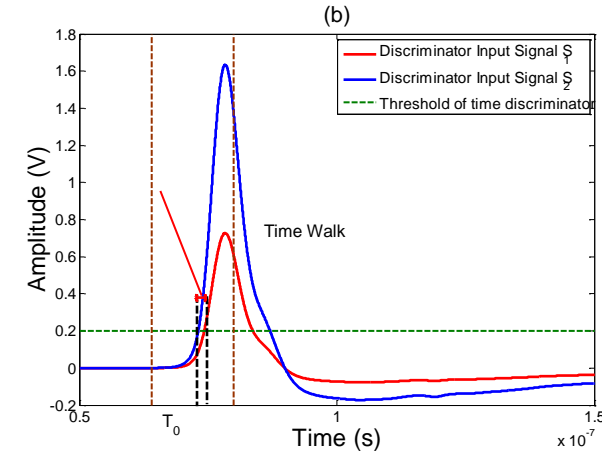 (b)
1.8
1.6
1.4
1.2
1
0.8
0.6
0.4
0.2
0
-0.2
Amplitude (V)
Discriminator Input Signal S1
Discriminator Input Signal S2
Threshold of time discriminator
Time Walk
0.5
T0
1
1.5
x 10-7
Time (s)